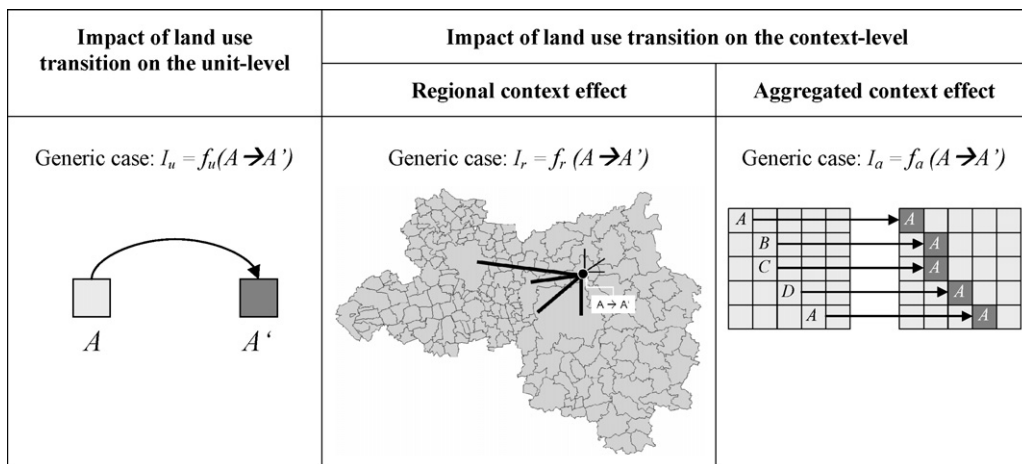 Impact of land use
transition on the unit-level
Impact of land use transition on the context-level
Regional context effect
Aggregated context effect
Generic case: Iu = fu(A→A’)
Generic case: Ir = fr (A→A’)
Generic case: Ia = fa (A→A’)
A
A‘
A → A'
A
A
B
A
C
A
D
A
A
A